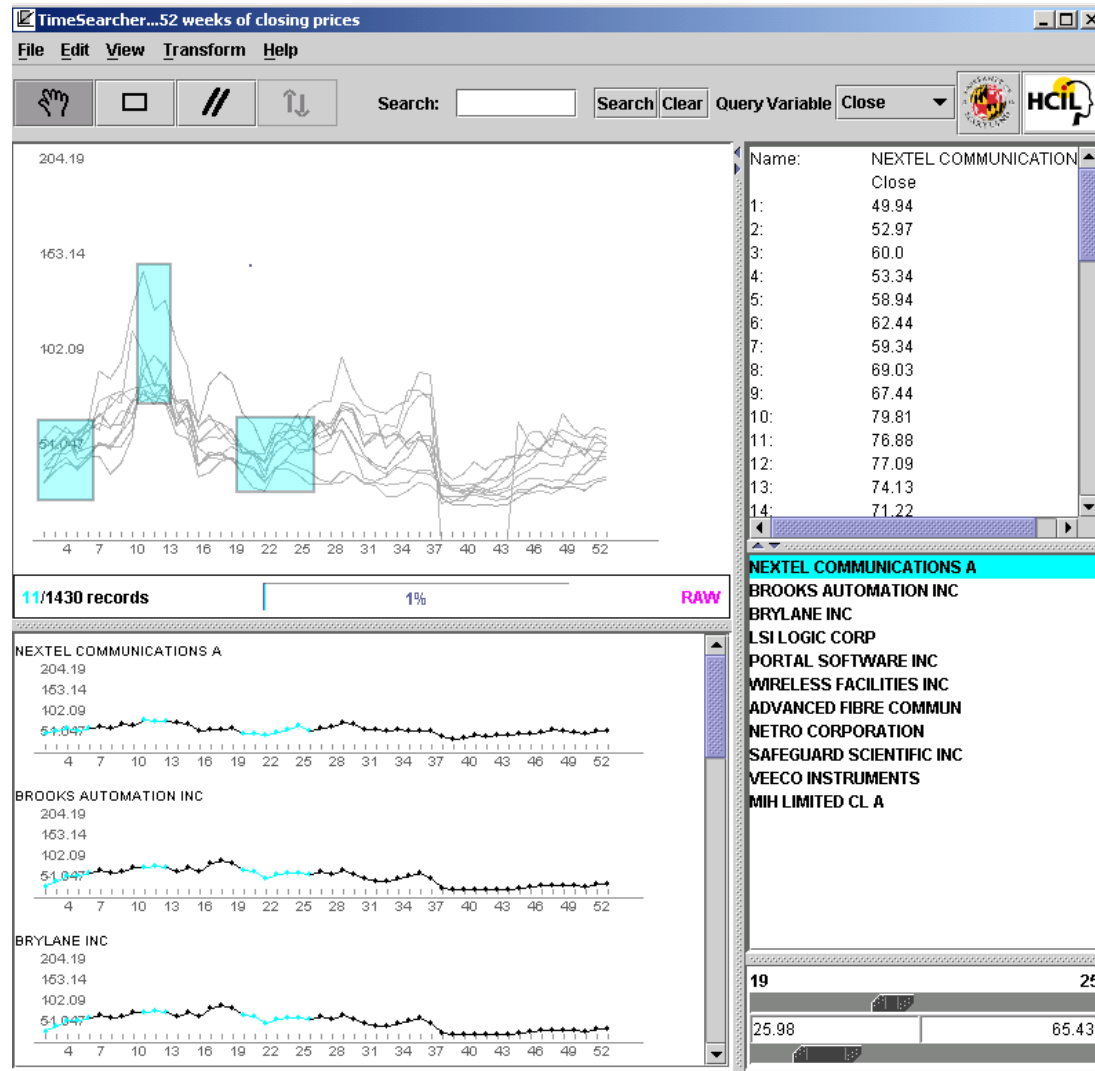 TimeSearcher...52 weeks of closing prices
File Edit View Transform Help
Search: Search Clear Query Variable Close
HCIL
204.19
153.14
102.09
51.047
4 7 10 13 16 19 22 25 28 31 34 37 40 43 46 49 52
11/1430 records 1% RAW
NEXTEL COMMUNICATIONS A
204.19
153.14
102.09
51.047
4 7 10 13 16 19 22 25 28 31 34 37 40 43 46 49 52
BROOKS AUTOMATION INC
204.19
153.14
102.09
51.047
4 7 10 13 16 19 22 25 28 31 34 37 40 43 46 49 52
BRYLANE INC
204.19
153.14
102.09
51.047
4 7 10 13 16 19 22 25 28 31 34 37 40 43 46 49 52
Name: NEXTEL COMMUNICATION
Close
1: 49.94
2: 52.97
3: 60.0
4: 53.34
5: 58.94
6: 62.44
7: 59.34
8: 69.03
9: 67.44
10: 79.81
11: 76.88
12: 77.09
13: 74.13
14: 71.22
NEXTEL COMMUNICATIONS A
BROOKS AUTOMATION INC
BRYLANE INC
LSI LOGIC CORP
PORTAL SOFTWARE INC
WIRELESS FACILITIES INC
ADVANCED FIBRE COMMUN
NETRO CORPORATION
SAFEGUARD SCIENTIFIC INC
VEECO INSTRUMENTS
MIH LIMITED CL A
19 25
25.98 65.43